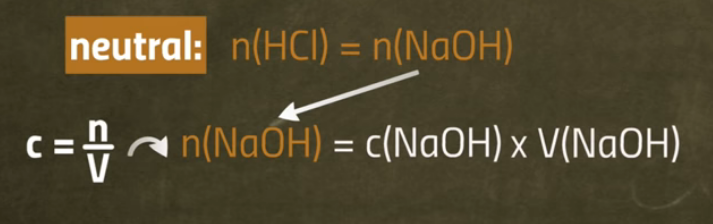 neutral: n(HCl) = n(NaOH)
c = n/V n(NaOH) = c(NaOH) x V(NaOH)